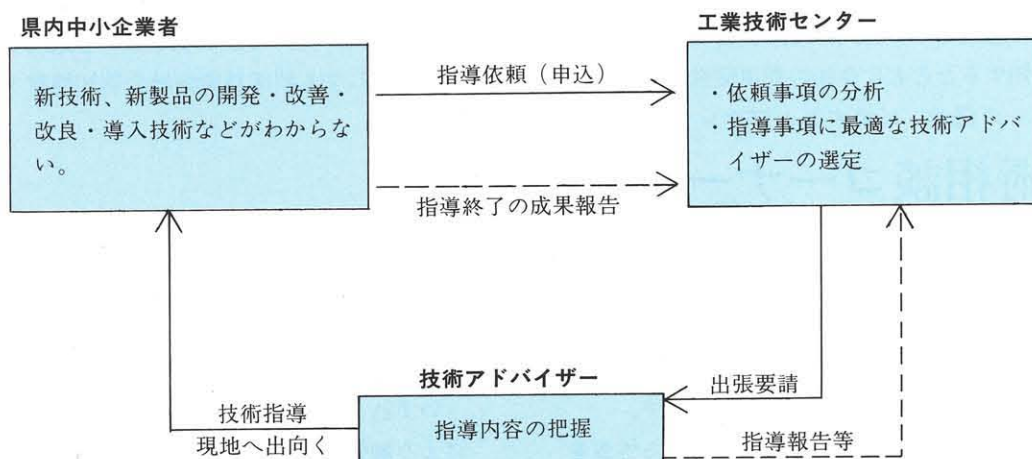 県内中小企業者
新技術、新製品の開発・改善・
改良・導入技術などがわからな
い。
指導依頼（申込）
指導終了の成果報告
工業技術センター
・依頼事項の分析
・指導事項に最適な技術アドバ
イザーの選定
出張要請
技術アドバイザー
指導内容の把握
技術指導
現地へ出向く
指導報告等